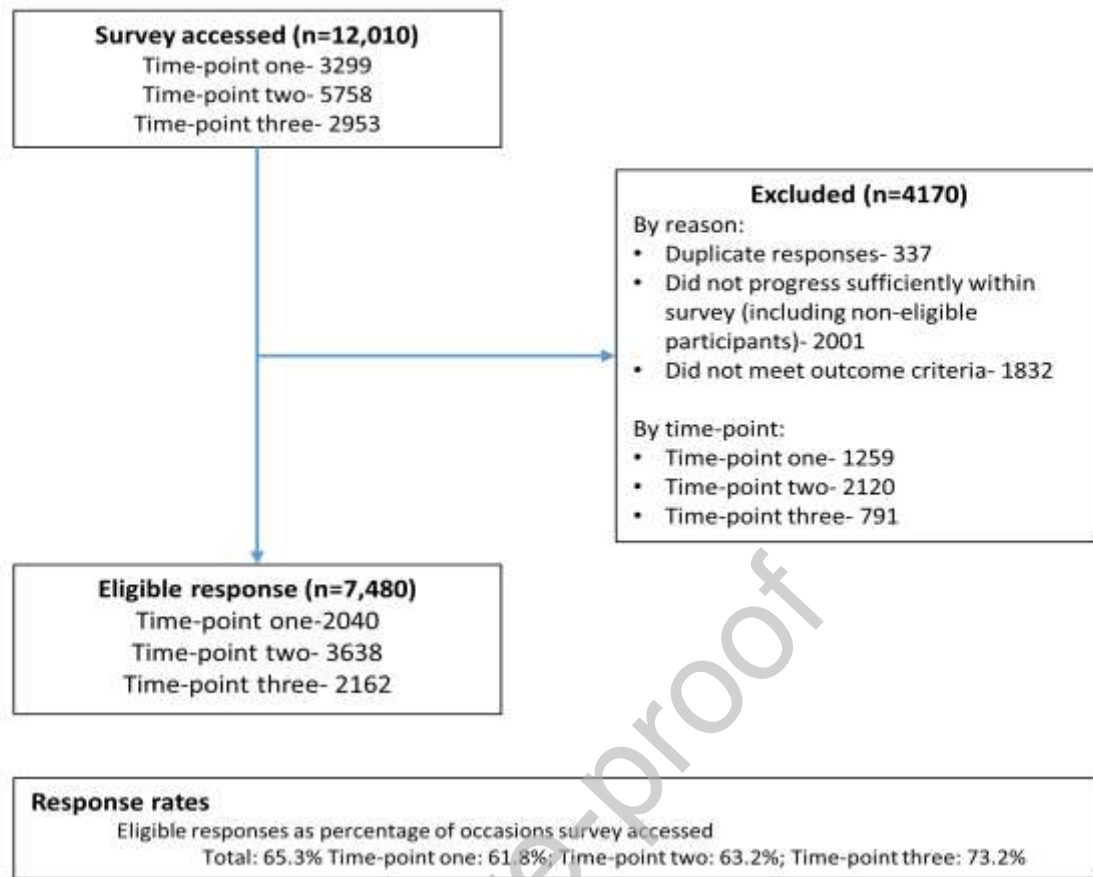 Survey accessed (n=12,010)
Time-point one- 3299
Time-point two- 5758
Time-point three- 2953
Excluded (n=4170)
By reason:
• Duplicate responses- 337
• Did not progress sufficiently within
survey (including non-eligible
participants)- 2001
• Did not meet outcome criteria- 1832
By time-point:
• Time-point one- 1259
• Time-point two- 2120
• Time-point three- 791
Eligible response (n=7,480)
Time-point one-2040
Time-point two- 3638
Time-point three- 2162
Response rates
Eligible responses as percentage of occasions survey accessed
Total: 65.3% Time-point one: 61.8%; Time-point two: 63.2%; Time-point three: 73.2%
e-proof